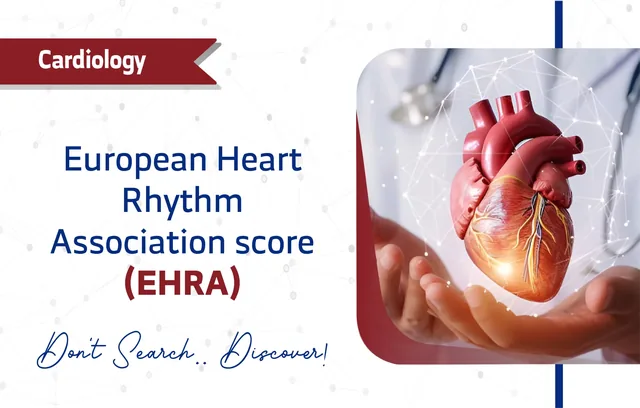 Cardiology
European Heart
Rhythm
Association score
(EHRA)
Don't Search.. Discover!